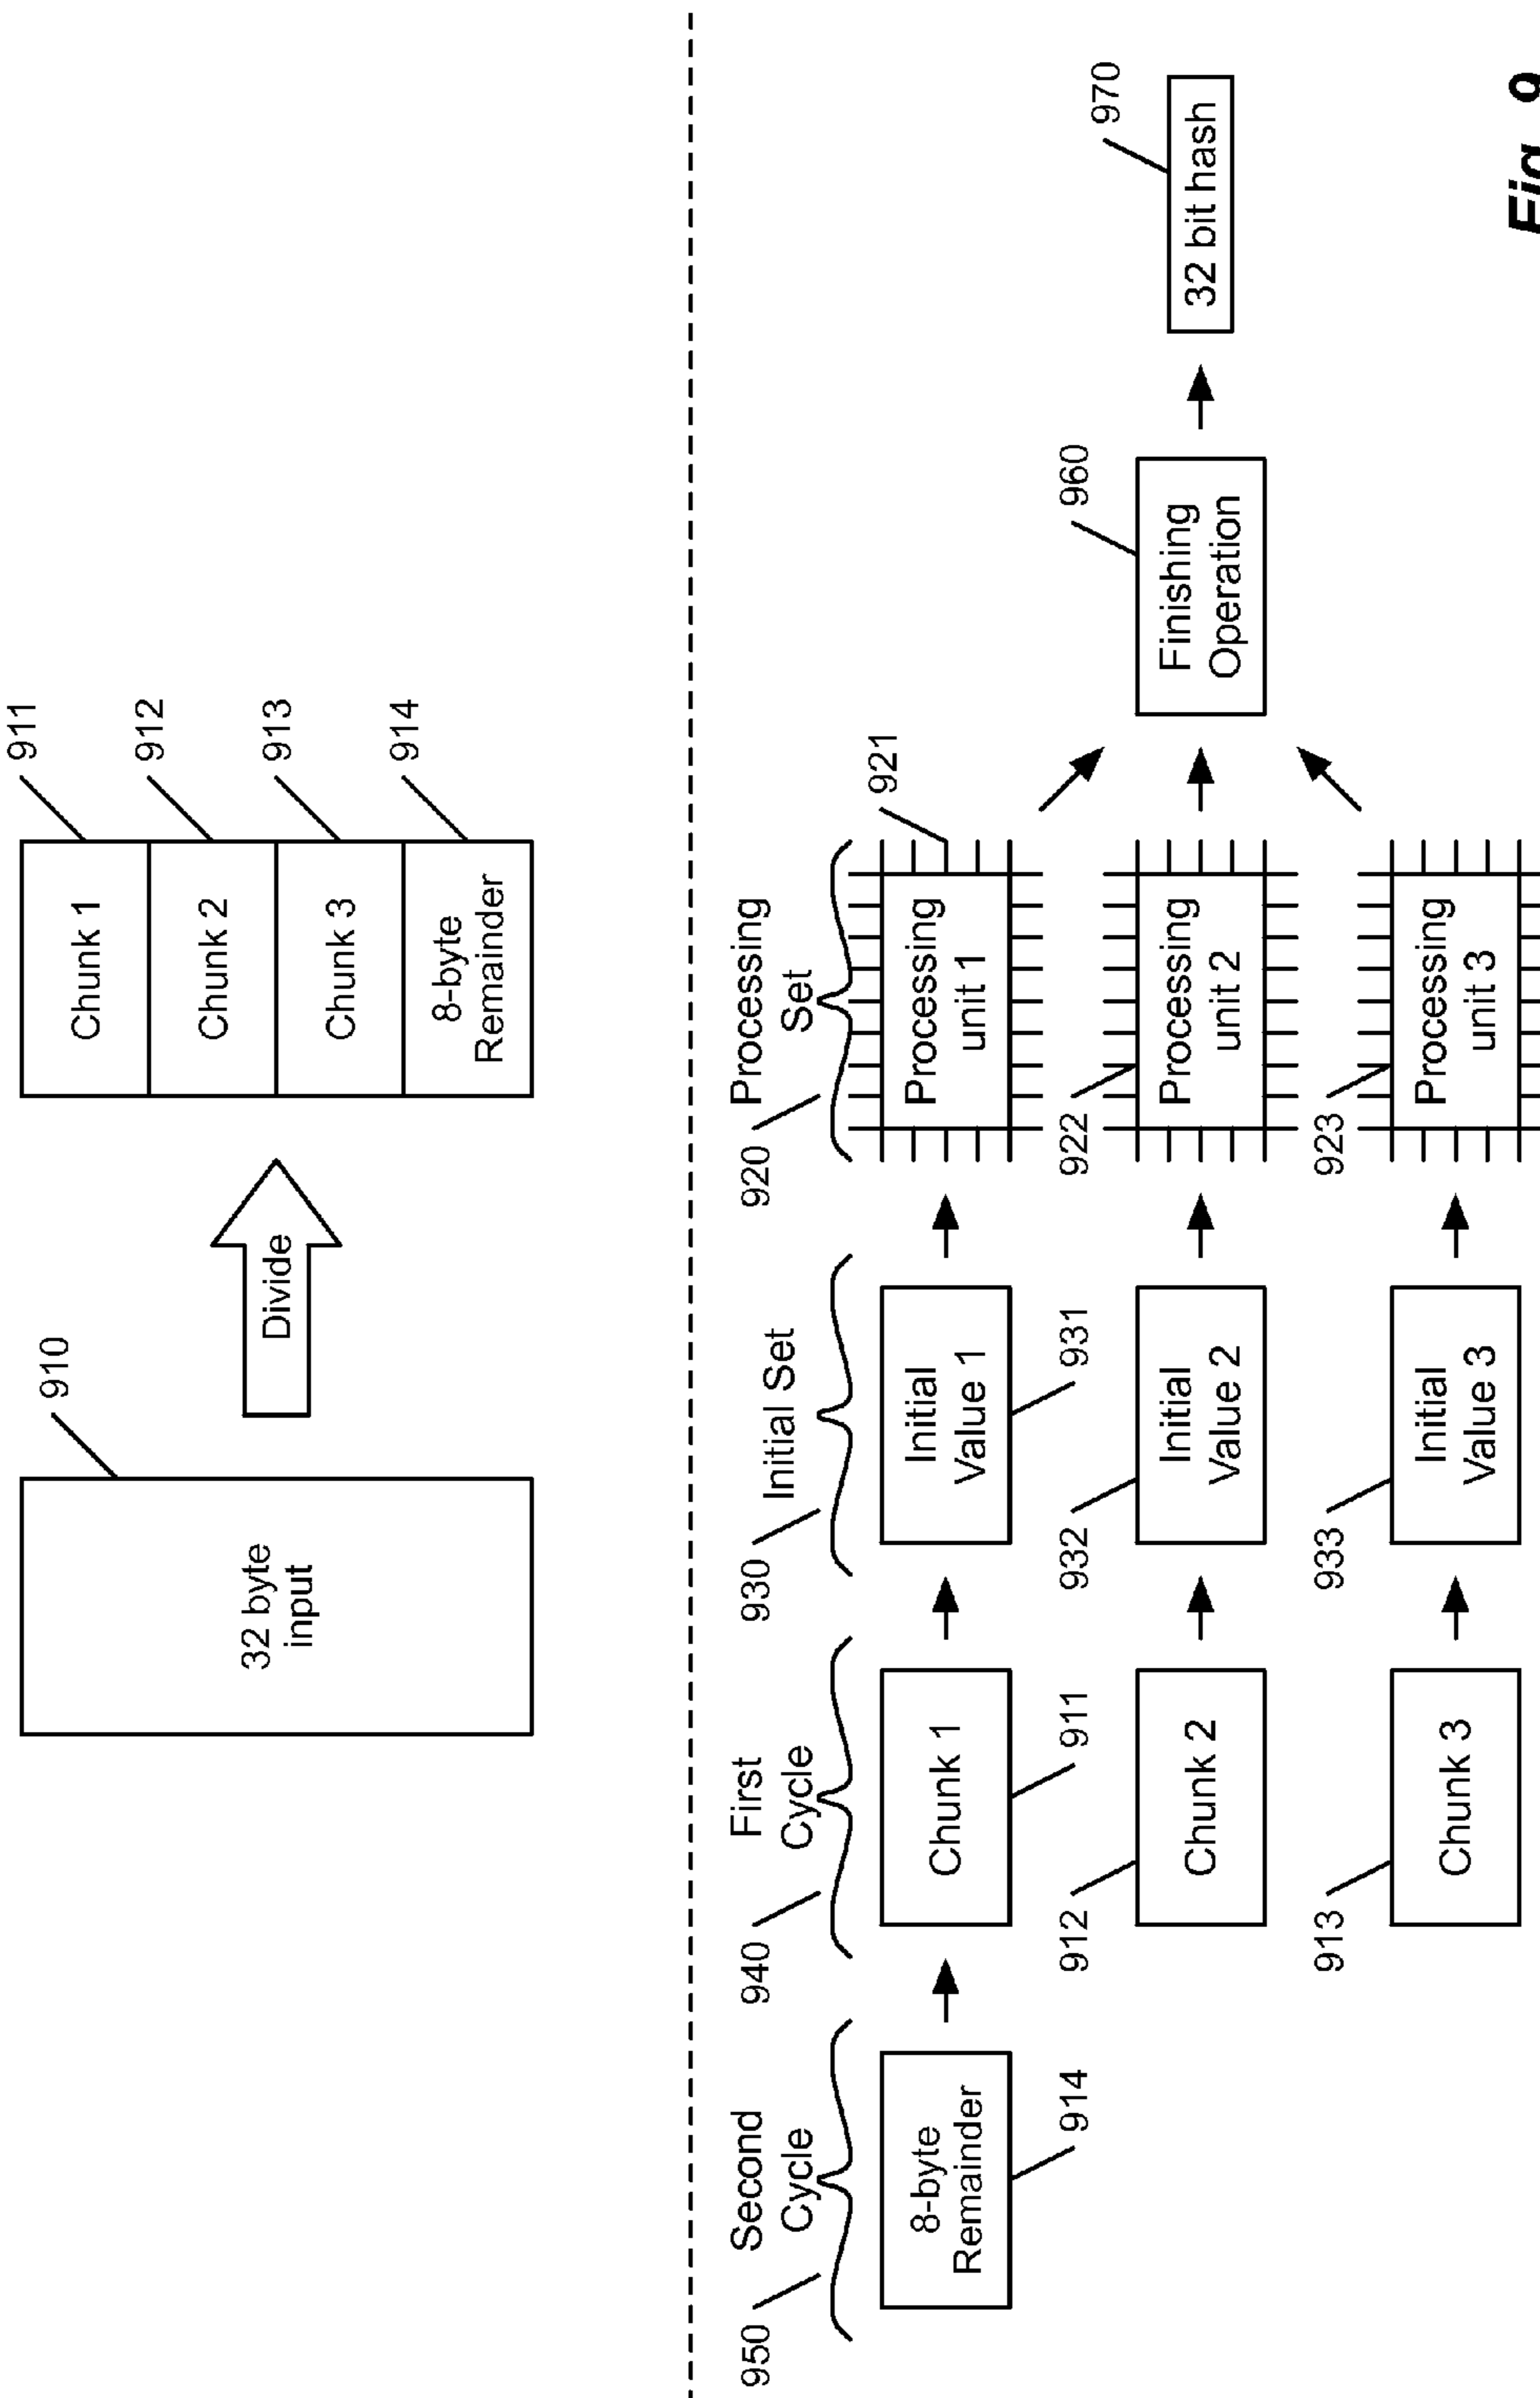 910
32 byte
input
Divide
Chunk 1
911
Chunk 2
912
Chunk 3
913
8-byte
Remainder
914
950
Second
Cycle
940
First
Cycle
930
Initial Set
920
Processing
Set
8-byte
Remainder
914
Chunk 1
911
Initial
Value 1
931
Processing
unit 1
921
912
Chunk 2
932
Initial
Value 2
922
Processing
unit 2
960
Finishing
Operation
970
32 bit hash
913
Chunk 3
933
Initial
Value 3
923
Processing
unit 3
Fig. 9